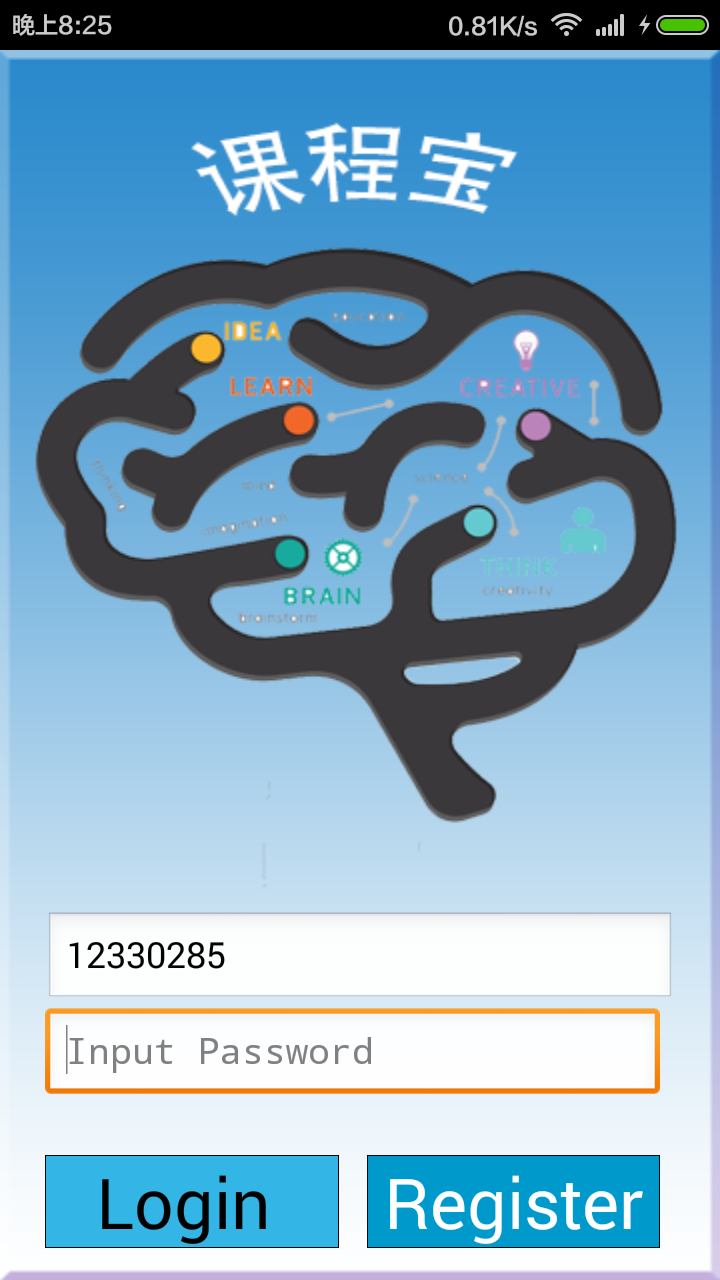 晚上8:25 0.81K/s
课程宝
education
IDEA
LEARN
CREATIVE
thinking
science
imagination
THINK
BRAIN
creativity
brainstorm
12330285
Input Password
Login
Register